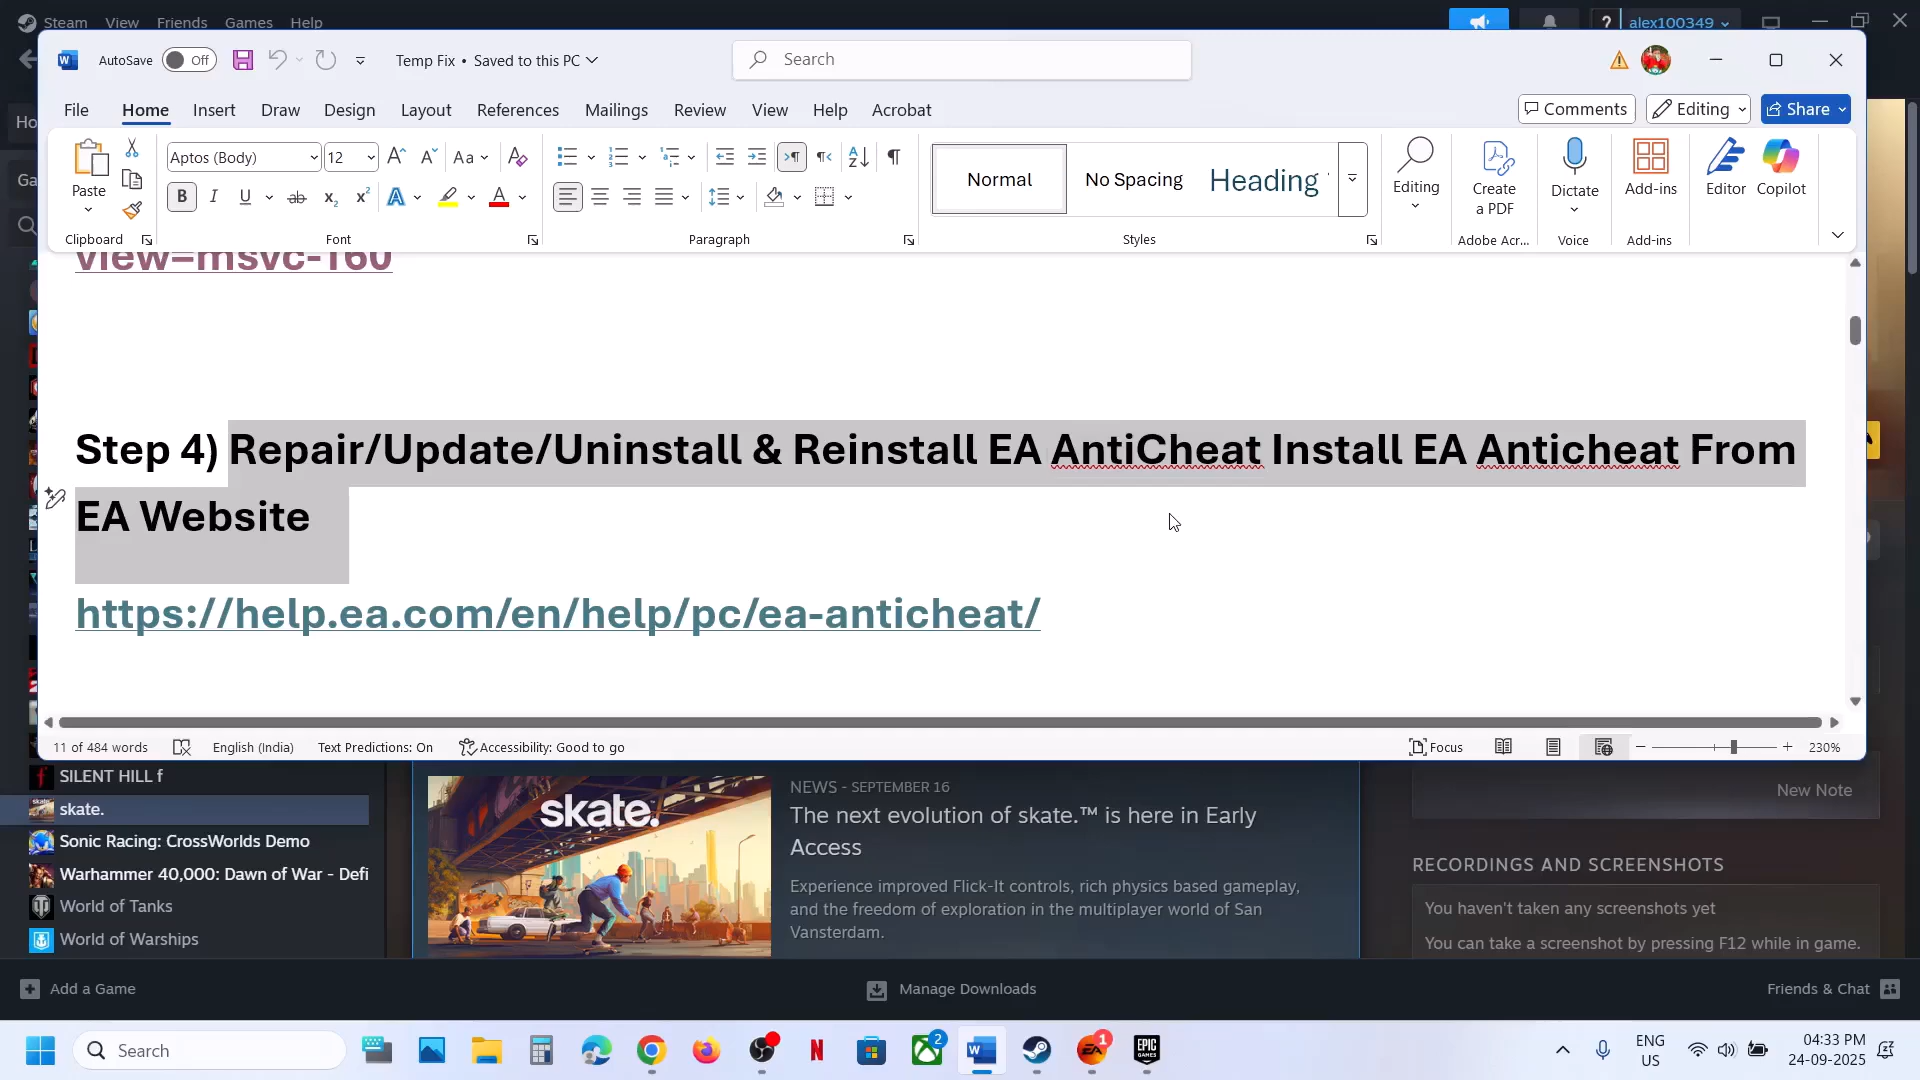 Steam View Friends Games Help
alex100349
AutoSave Off
Temp Fix • Saved to this PC
Search
File Home Insert Draw Design Layout References Mailings Review View Help Acrobat
Comments Editing Share
Paste
Aptos (Body) 12
Normal No Spacing Heading
Editing Create a PDF Dictate Add-ins Editor Copilot
Clipboard Font Paragraph Styles Adobe Acr... Voice Add-ins
view=msvc-160
Step 4) Repair/Update/Uninstall & Reinstall EA AntiCheat Install EA Anticheat From
EA Website
https://help.ea.com/en/help/pc/ea-anticheat/
11 of 484 words English (India) Text Predictions: On Accessibility: Good to go Focus 230%
SILENT HILL f
skate.
Sonic Racing: CrossWorlds Demo
Warhammer 40,000: Dawn of War - Defi
World of Tanks
World of Warships
skate.
NEWS - SEPTEMBER 16
The next evolution of skate.™ is here in Early
Access
Experience improved Flick-It controls, rich physics based gameplay,
and the freedom of exploration in the multiplayer world of San
Vansterdam.
New Note
RECORDINGS AND SCREENSHOTS
You haven't taken any screenshots yet
You can take a screenshot by pressing F12 while in game.
Add a Game Manage Downloads Friends & Chat
Search
2
EA 1
EPIC GAMES
ENG
US
04:33 PM
24-09-2025